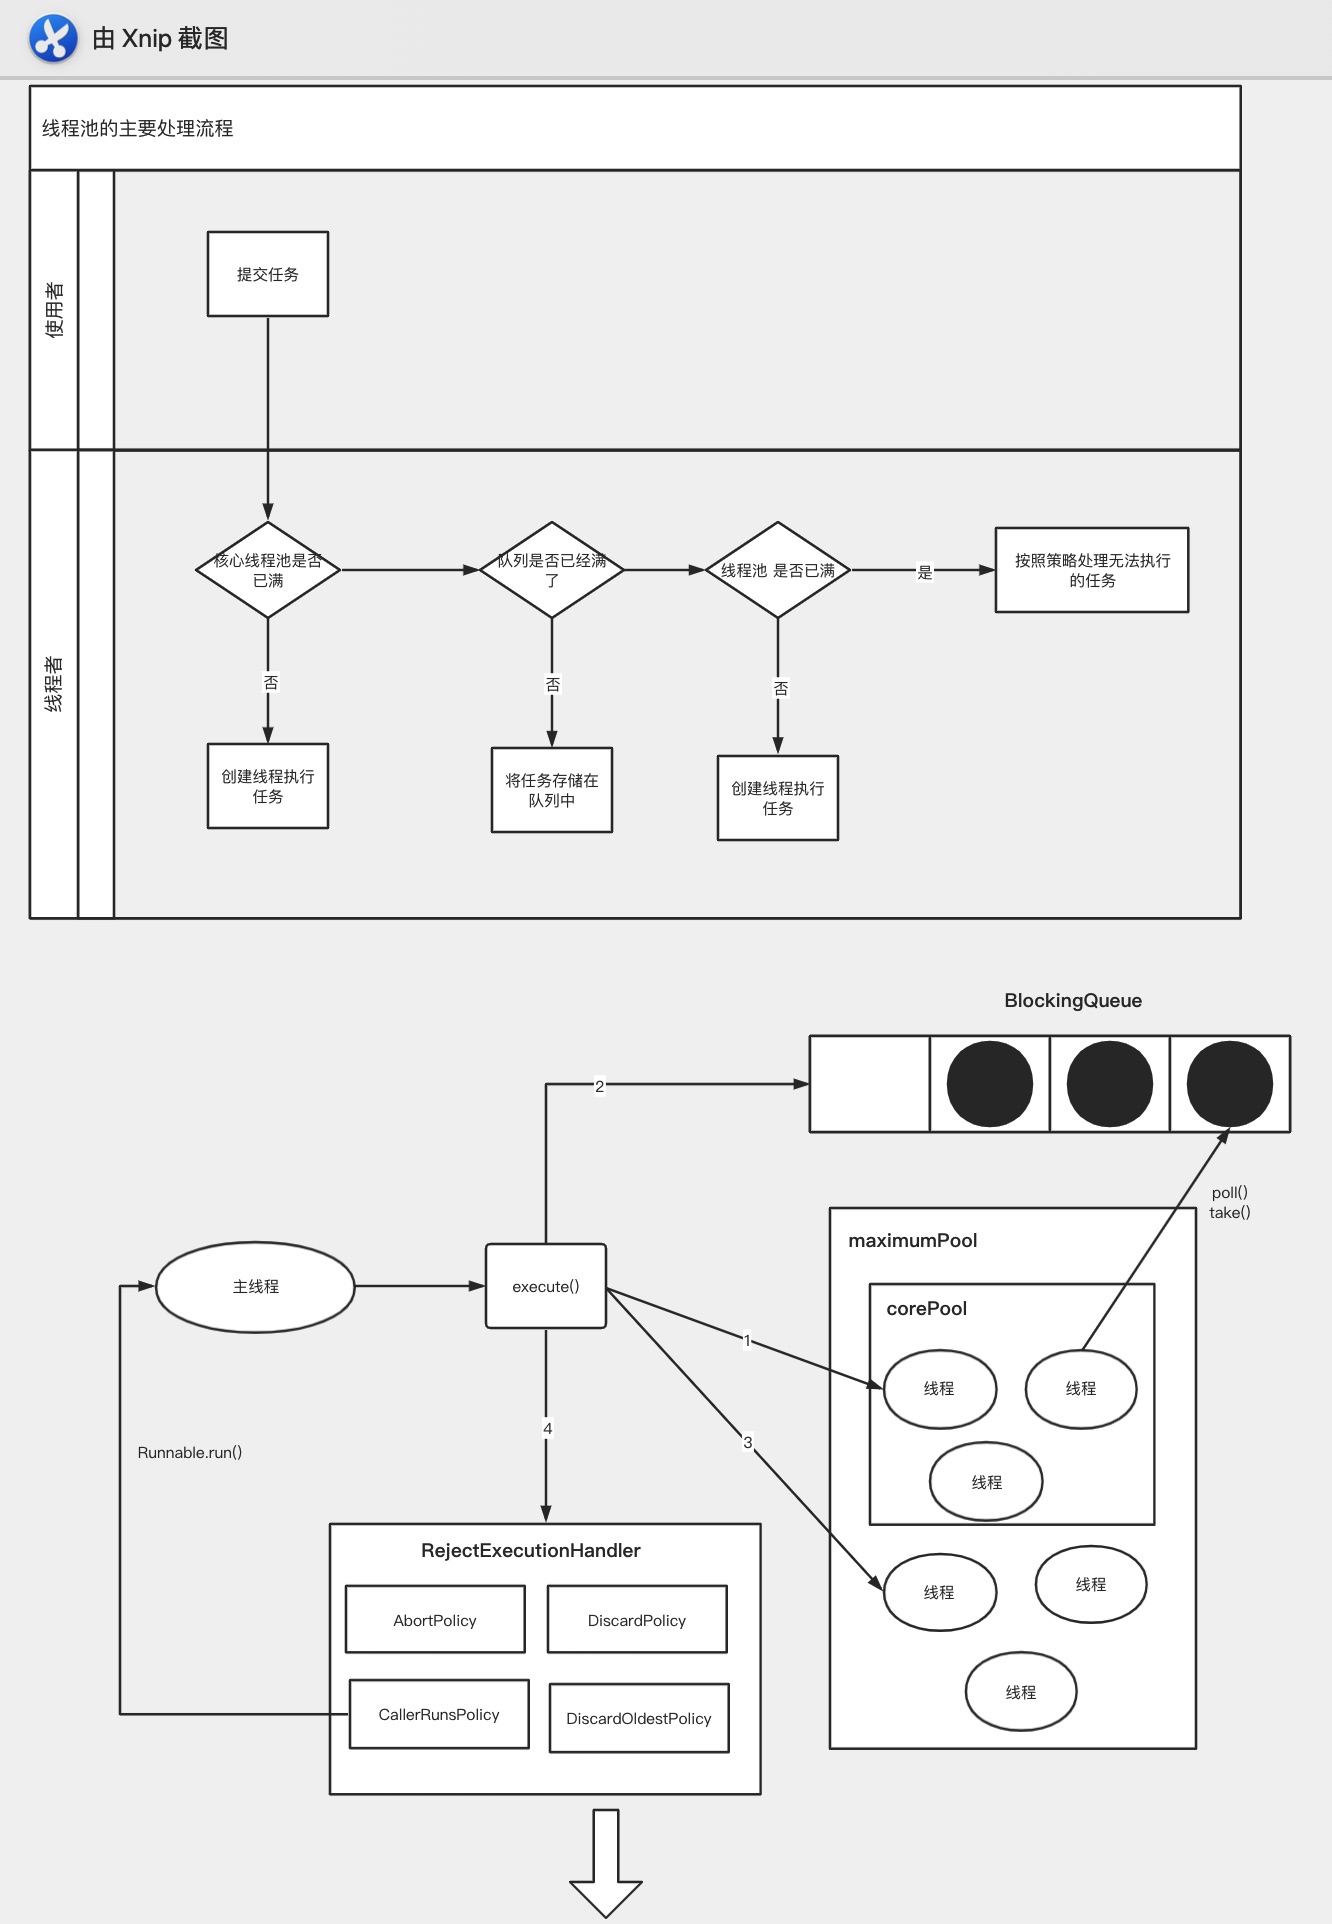 由 Xnip 截图
线程池的主要处理流程
使用者
提交任务
线程者
核心线程池是否
已满
队列是否已经满
了
线程池 是否已满
是
按照策略处理无法执行
的任务
否
否
否
创建线程执行
任务
将任务存储在
队列中
创建线程执行
任务
BlockingQueue
2
poll()
take()
maximumPool
主线程
execute()
corePool
1
线程
线程
4
3
Runnable.run()
线程
RejectExecutionHandler
线程
线程
AbortPolicy
DiscardPolicy
线程
CallerRunsPolicy
DiscardOldestPolicy